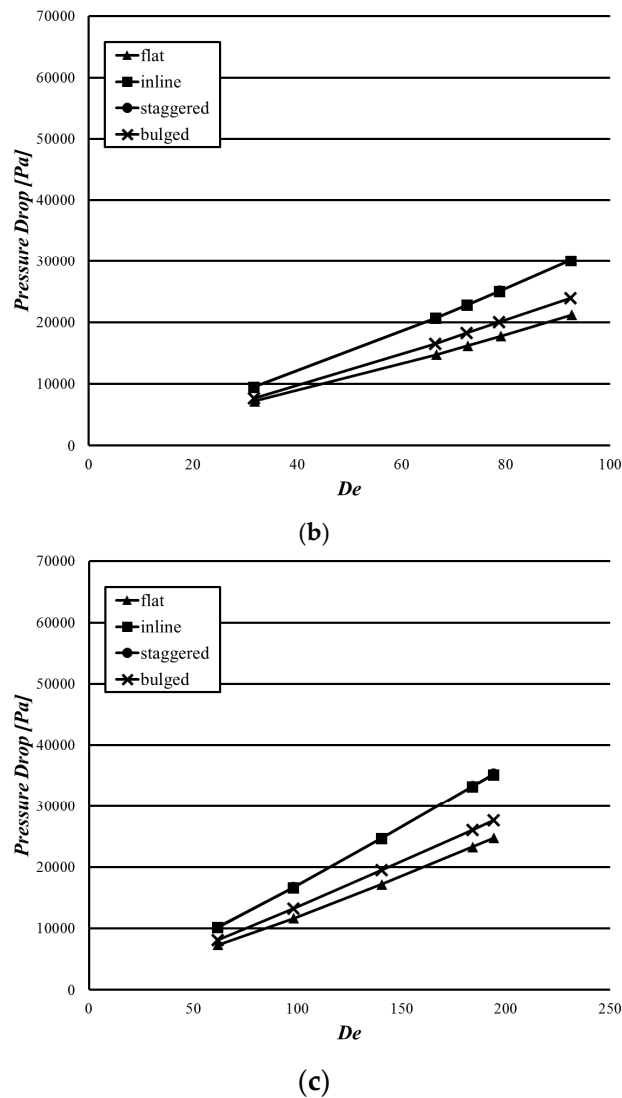 70000
60000
50000
40000
30000
20000
10000
0
Pressure Drop [Pa]
flat
inline
staggered
bulged
0 20 40 60 80 100
De
(b)
70000
60000
50000
40000
30000
20000
10000
0
Pressure Drop [Pa]
flat
inline
staggered
bulged
0 50 100 150 200 250
De
(c)